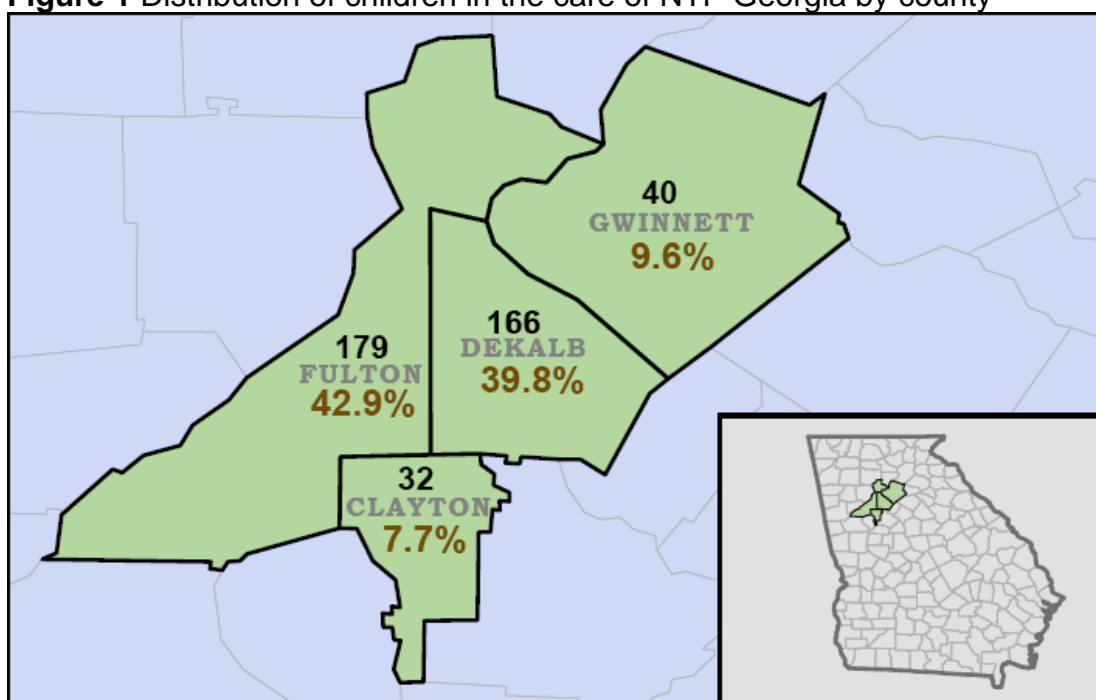 Figure 1 Distribution of children in the care of NYP Georgia by county
40
GWINNETT
9.6%
166
DEKALB
39.8%
179
FULTON
42.9%
32
CLAYTON
7.7%